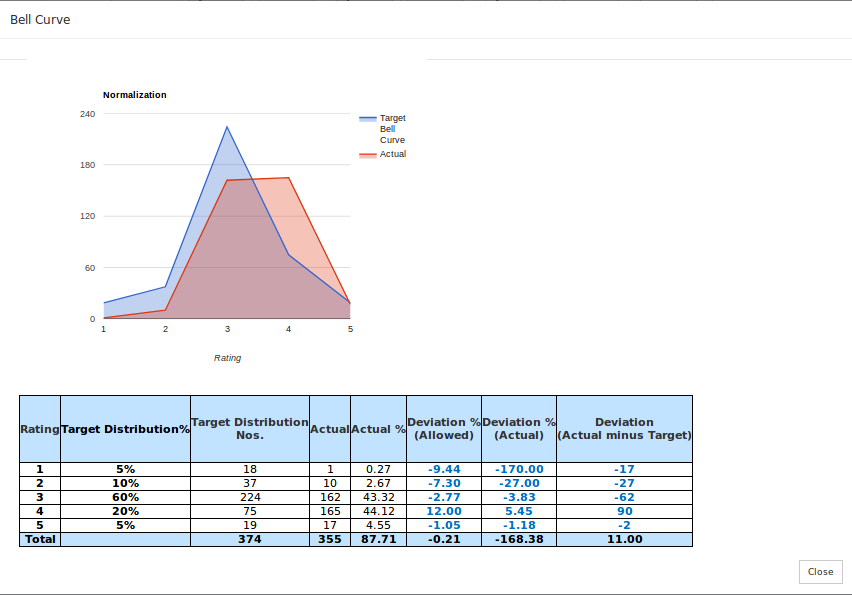 Bell Curve
Normalization
240
180
120
60
0
1 2 3 4 5
Rating
Target
Bell
Curve
Actual
Rating Target Distribution% Target Distribution Nos. Actual Actual % Deviation % (Allowed) Deviation % (Actual) Deviation (Actual minus Target)
1 5% 18 1 0.27 -9.44 -170.00 -17
2 10% 37 10 2.67 -7.30 -27.00 -27
3 60% 224 162 43.32 -2.77 -3.83 -62
4 20% 75 165 44.12 12.00 5.45 90
5 5% 19 17 4.55 -1.05 -1.18 -2
Total 374 355 87.71 -0.21 -168.38 11.00
Close